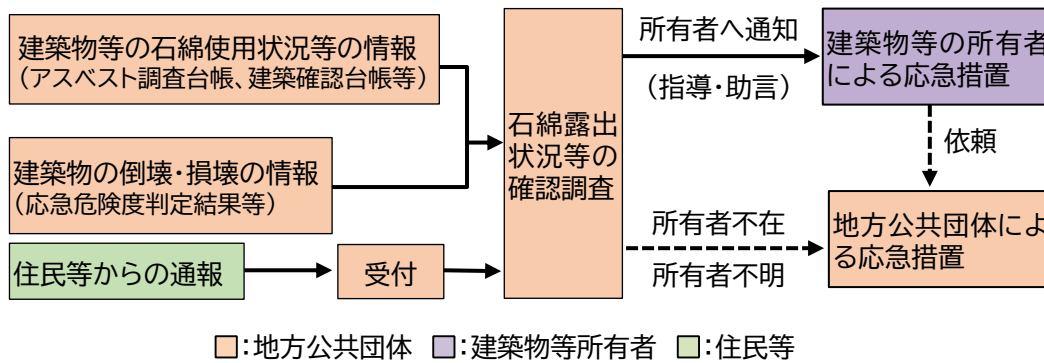 建築物等の石綿使用状況等の情報
（アスベスト調査台帳、建築確認台帳等）
建築物の倒壊・損壊の情報
（応急危険度判定結果等）
住民等からの通報
受付
石綿露出
状況等の
確認調査
所有者へ通知
（指導・助言）
建築物等の所有者
による応急措置
依頼
所有者不在
所有者不明
地方公共団体によ
る応急措置
：地方公共団体 ：建築物等所有者 ：住民等